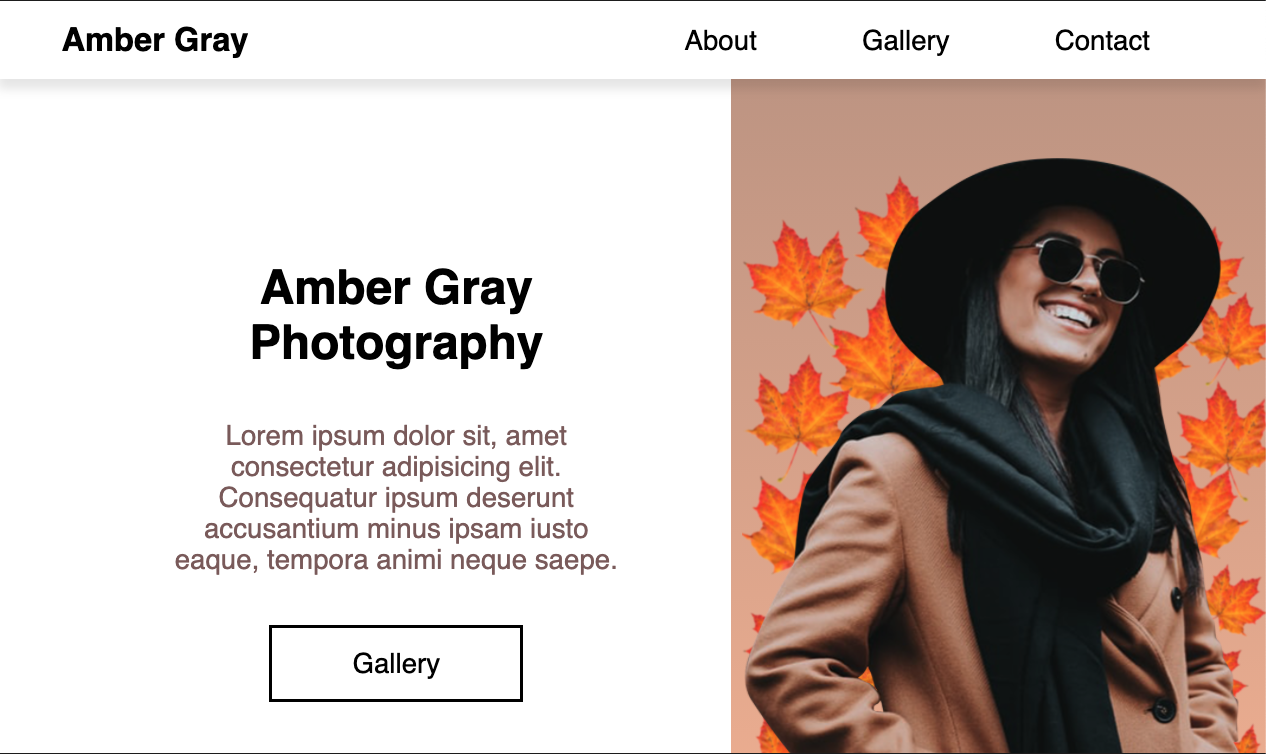 Amber Gray
About
Gallery
Contact
Amber Gray
Photography
Lorem ipsum dolor sit, amet
consectetur adipisicing elit.
Consequatur ipsum deserunt
accusantium minus ipsam iusto
eaque, tempora animi neque saepe.
Gallery